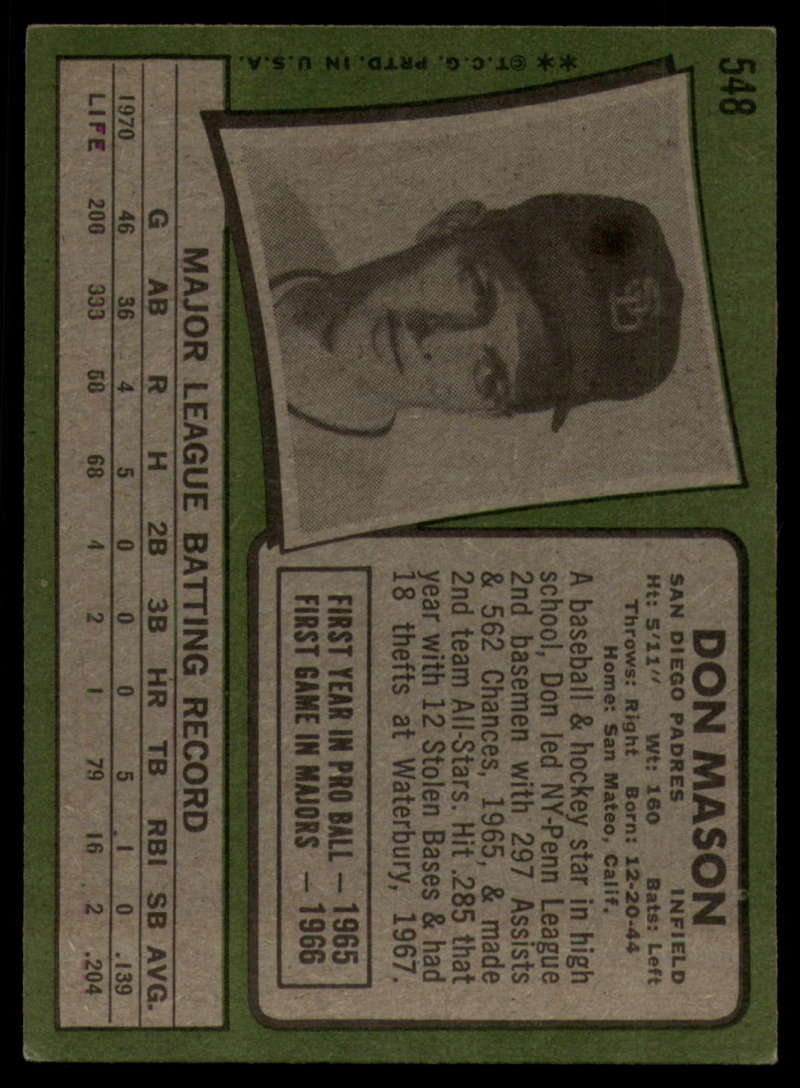 548
** ©T.C.G. PRTD. IN U.S.A.
SD
DON MASON
SAN DIEGO PADRES INFIELD
Ht: 5'11" Wt: 160 Bats: Left
Throws: Right Born: 12-20-44
Home: San Mateo, Calif.
A baseball & hockey star in high
school, Don led NY-Penn League
2nd basemen with 297 Assists
& 562 Chances, 1965, & made
2nd team All-Stars. Hit .285 that
year with 12 Stolen Bases & had
18 thefts at Waterbury, 1967.
FIRST YEAR IN PRO BALL — 1965
FIRST GAME IN MAJORS — 1966
MAJOR LEAGUE BATTING RECORD
G AB R H 2B 3B HR TB RBI SB AVG.
1970 46 36 4 5 0 0 0 5 1 0 .139
LIFE 206 333 58 68 4 2 1 79 16 2 .204